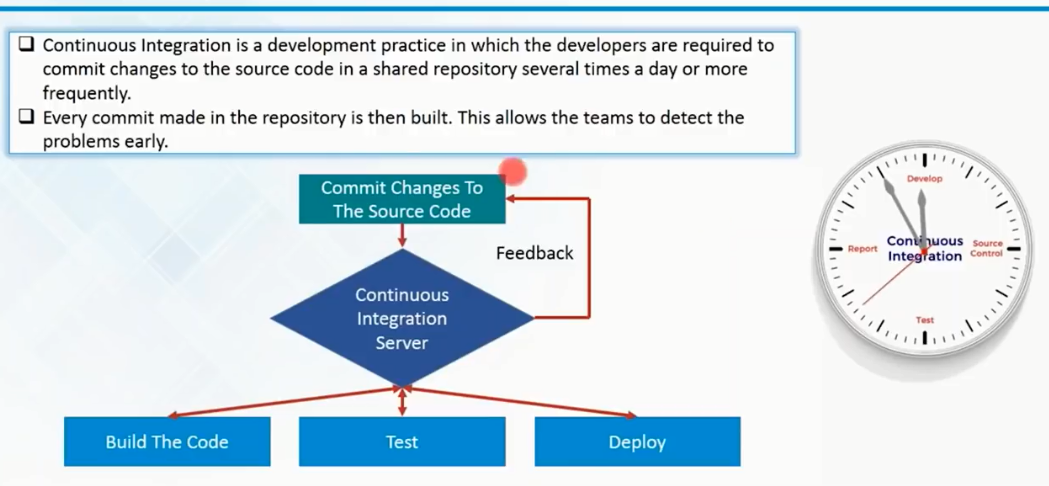 Continuous Integration is a development practice in which the developers are required to
commit changes to the source code in a shared repository several times a day or more
frequently.
Every commit made in the repository is then built. This allows the teams to detect the
problems early.
Commit Changes To
The Source Code
Feedback
Continuous
Integration
Server
Build The Code
Test
Deploy
Develop
Report
Continuous
Integration
Source
Control
Test